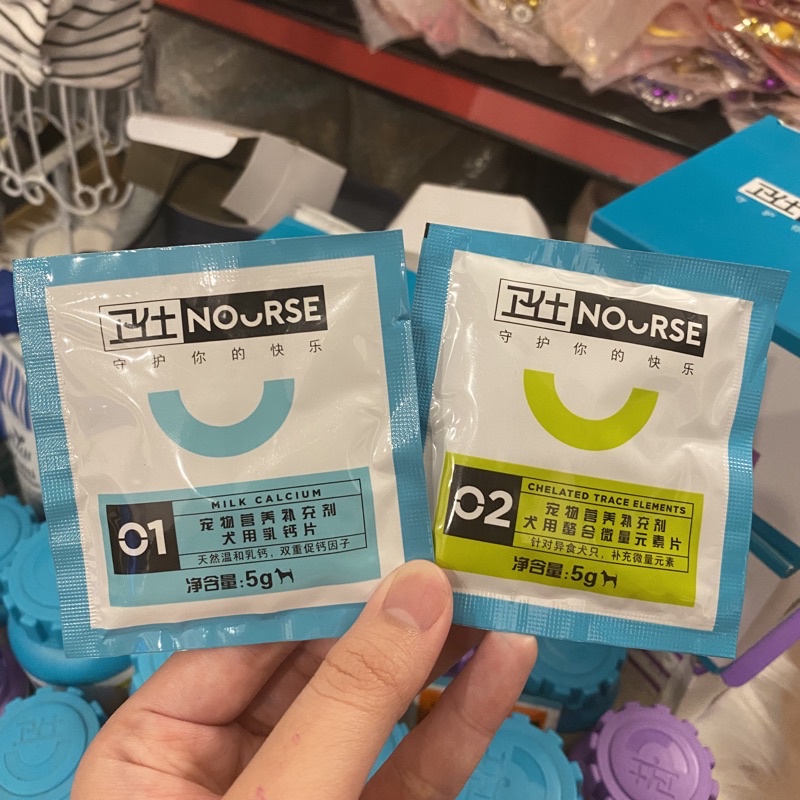 卫仕 NOURSE
守护你的快乐
01
MILK CALCIUM
宠物营养补充剂
犬用乳钙片
天然温和乳钙，双重促钙因子
净含量:5g
卫仕 NOURSE
守护你的快乐
02
CHELATED TRACE ELEMENTS
宠物营养补充剂
犬用螯合微量元素片
针对异食犬只，补充微量元素
净含量:5g
卫仕
守护